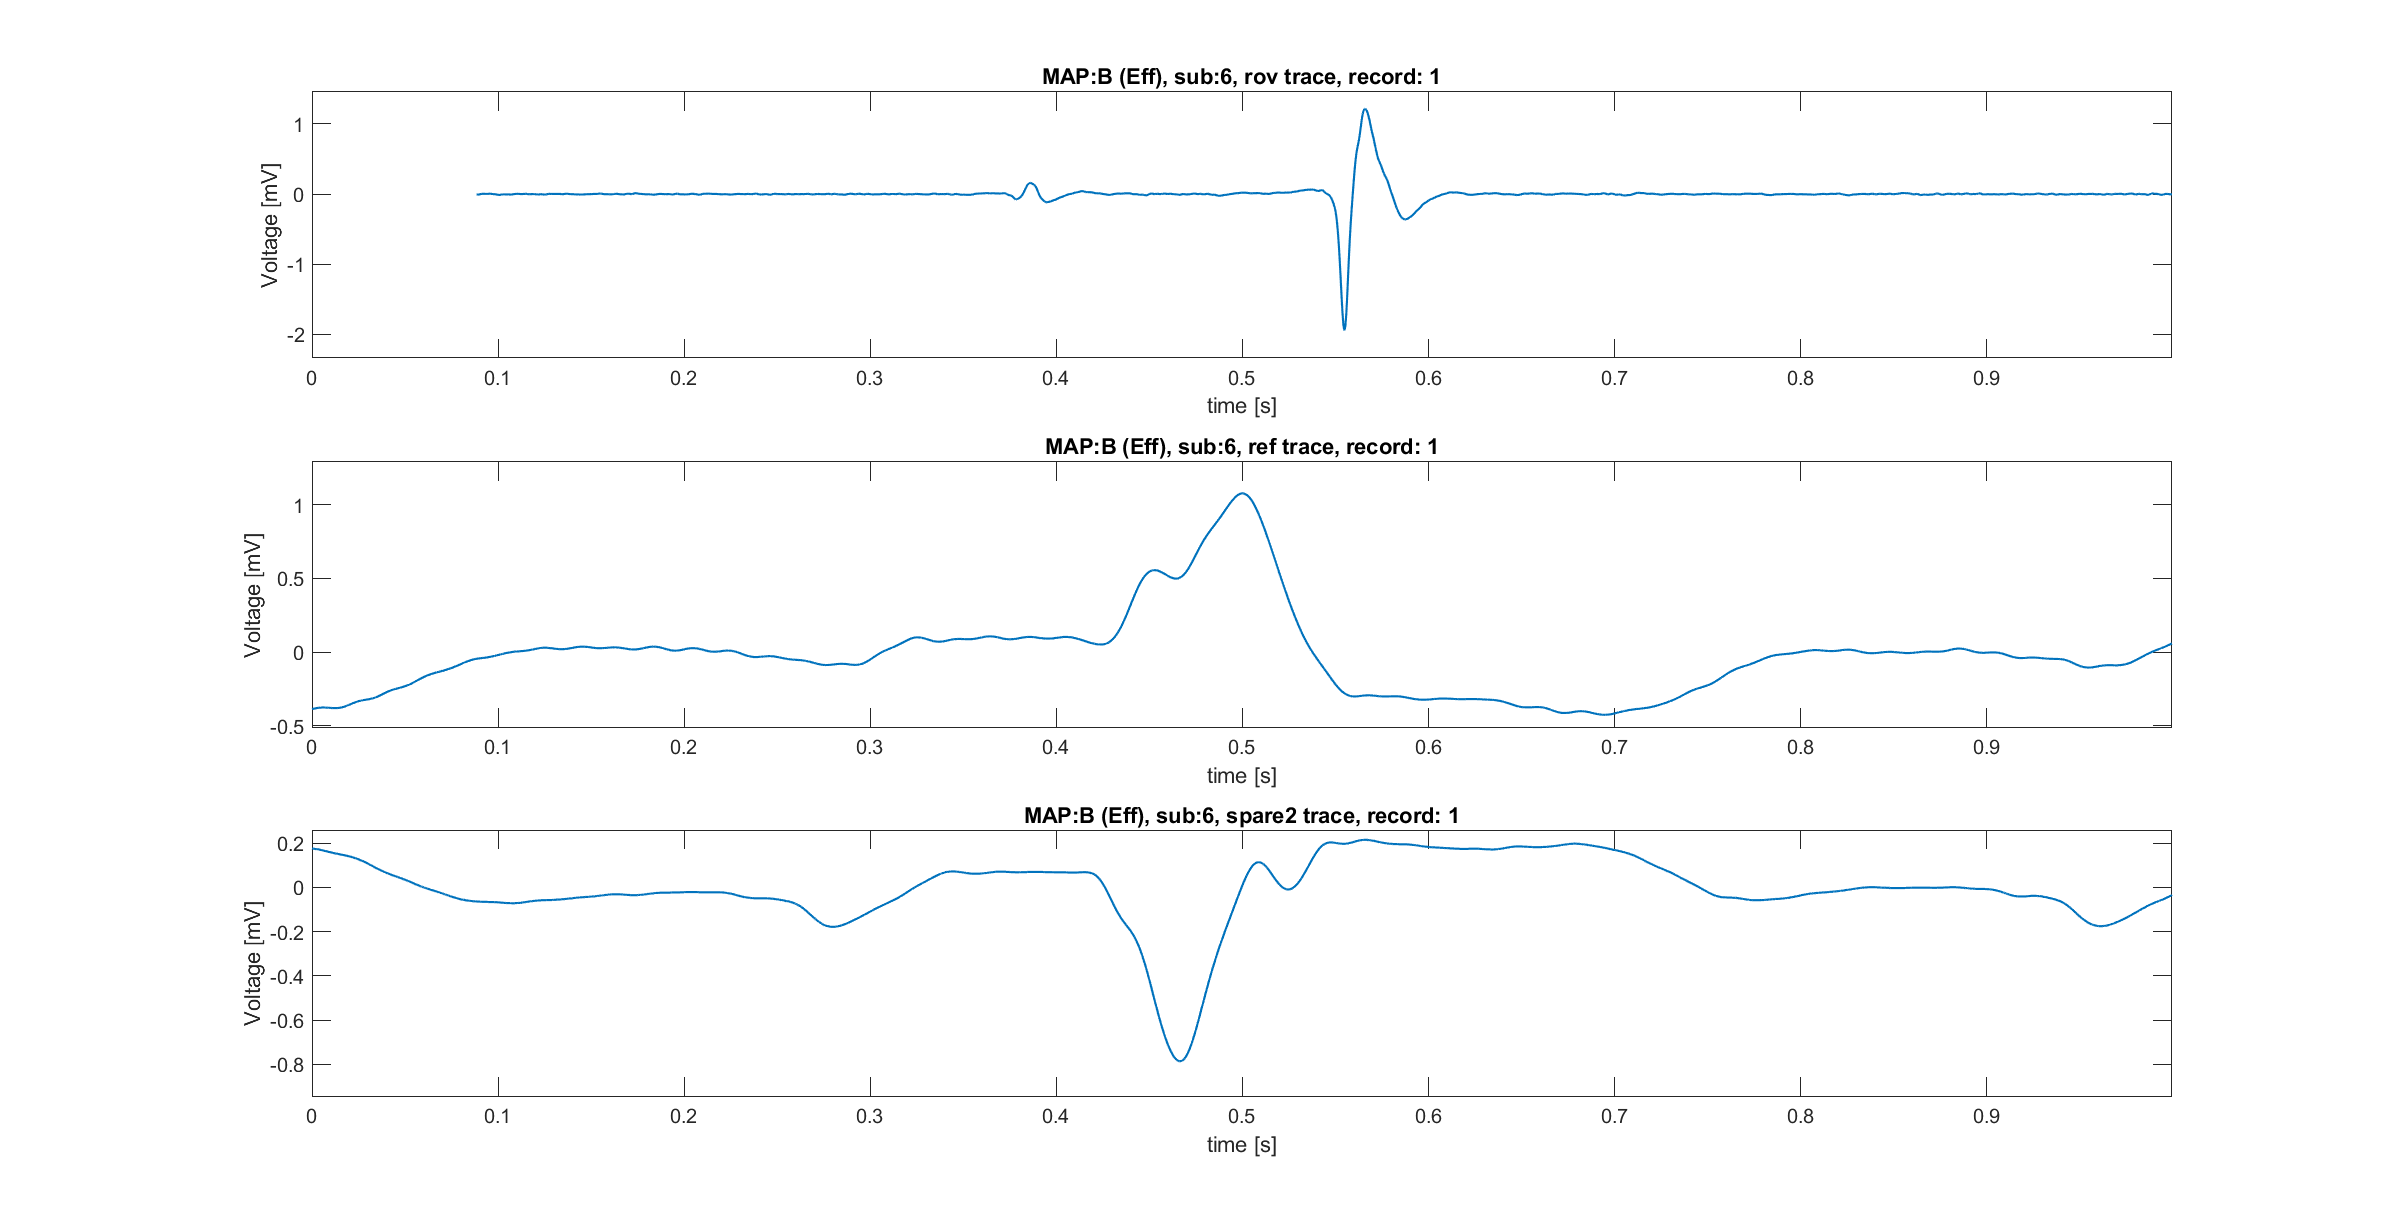 MAP:B (Eff), sub:6, rov trace, record: 1
Voltage [mV]
1
0
-1
-2
0 0.1 0.2 0.3 0.4 0.5 0.6 0.7 0.8 0.9
time [s]
MAP:B (Eff), sub:6, ref trace, record: 1
Voltage [mV]
1
0.5
0
-0.5
0 0.1 0.2 0.3 0.4 0.5 0.6 0.7 0.8 0.9
time [s]
MAP:B (Eff), sub:6, spare2 trace, record: 1
Voltage [mV]
0.2
0
-0.2
-0.4
-0.6
-0.8
0 0.1 0.2 0.3 0.4 0.5 0.6 0.7 0.8 0.9
time [s]